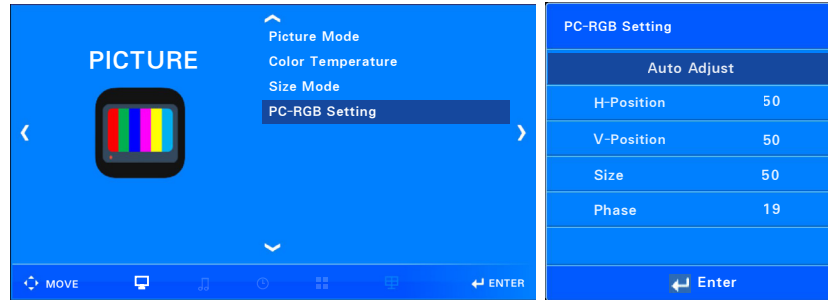 PICTURE
Picture Mode
Color Temperature
Size Mode
PC-RGB Setting
MOVE
ENTER
PC-RGB Setting
Auto Adjust
H-Position 50
V-Position 50
Size 50
Phase 19
Enter